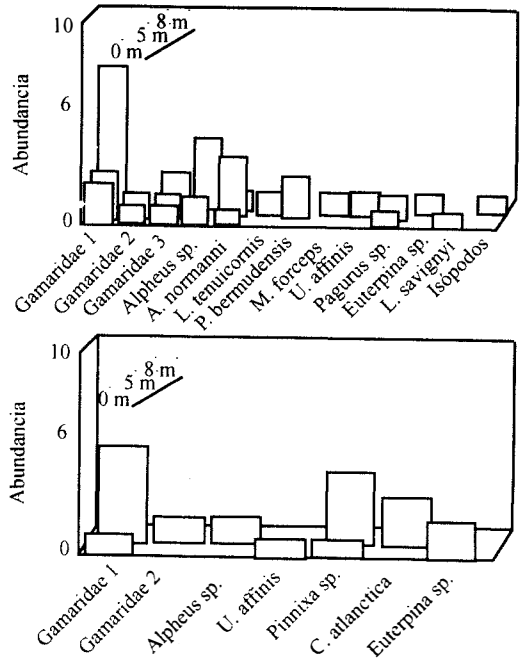 10
8 m
5 m
0 m
6
Abundancia
0
Gamaridae 1
Gamaridae 2
Gamaridae 3
Alpheus sp.
A. normanni
L. tenuicornis
P. bermudensis
M. forceps
U. affinis
Pagurus sp.
Euterpina sp.
L. savignyi
Isopodos
10
8 m
5 m
0 m
6
Abundancia
0
Gamaridae 1
Gamaridae 2
Alpheus sp.
U. affinis
Pinnixa sp.
C. atlanctica
Euterpina sp.